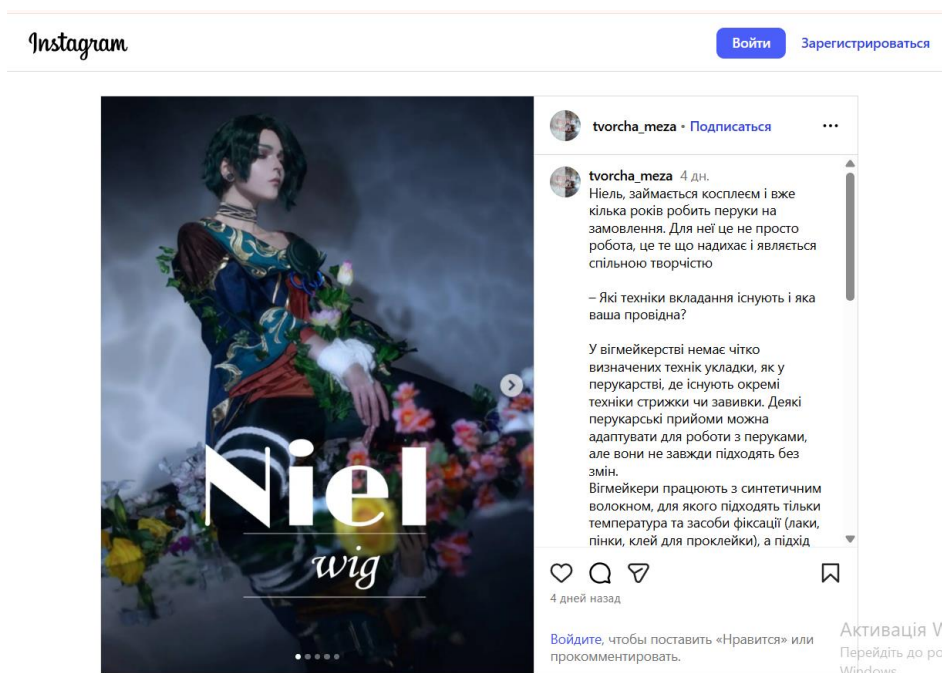 Instagram
Войти
Зарегистрироваться
Niel
wig
tvorcha_meza • Подписаться
tvorcha_meza 4 дн.
Ніель, займається косплеєм і вже
кілька років робить перуки на
замовлення. Для неї це не просто
робота, це те що надихає і являється
спільною творчістю
– Які техніки вкладання існують і яка
ваша провідна?
У вігмейкерстві немає чітко
визначених технік укладки, як у
перукарстві, де існують окремі
техніки стрижки чи завивки. Деякі
перукарські прийоми можна
адаптувати для роботи з перуками,
але вони не завжди підходять без
змін.
Вігмейкери працюють з синтетичним
волокном, для якого підходять тільки
температура та засоби фіксації (лаки,
пінки, клей для проклейки), а підхід
4 дней назад
Войдите, чтобы поставить «Нравится» или
прокомментировать.
Активація W
Перейдіть до ро
Windows